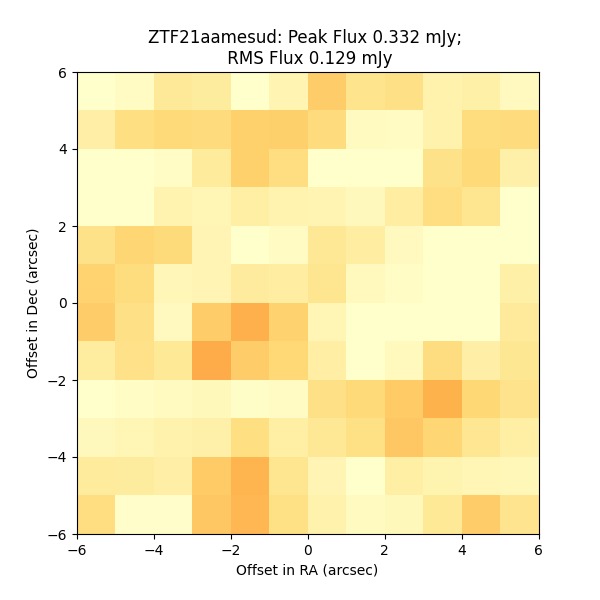 ZTF21aamesud: Peak Flux 0.332 mJy;
RMS Flux 0.129 mJy
6
4
2
0
−2
−4
−6
Offset in Dec (arcsec)
−6 −4 −2 0 2 4 6
Offset in RA (arcsec)